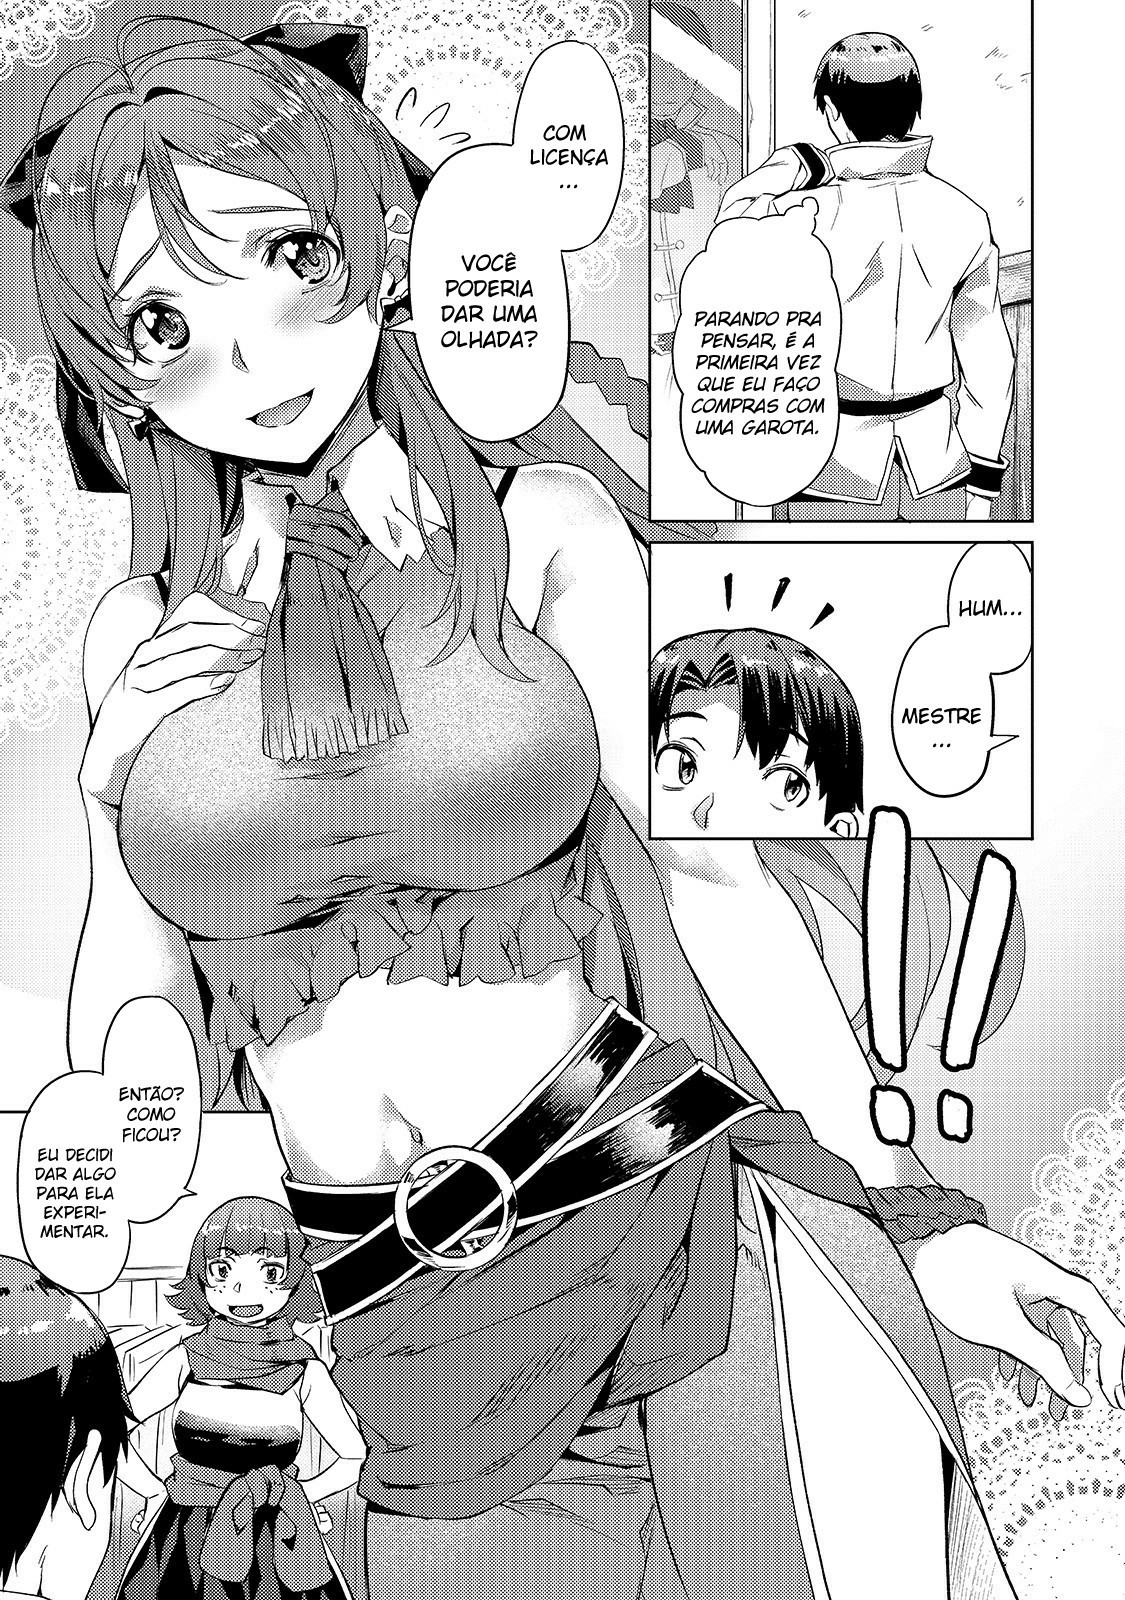 PARANDO PRA
PENSAR, É A
PRIMEIRA VEZ
QUE EU FAÇO
COMPRAS COM
UMA GAROTA.
HUM...
MESTRE
...
COM
LICENÇA
...
VOCÊ
PODERIA
DAR UMA
OLHADA?
!!
ENTÃO?
COMO
FICOU?
EU DECIDI
DAR ALGO
PARA ELA
EXPERI-
MENTAR.